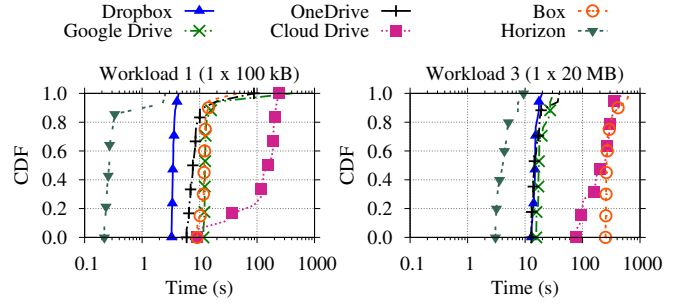 Dropbox OneDrive Box
Google Drive Cloud Drive Horizon
Workload 1 (1 x 100 kB) Workload 3 (1 x 20 MB)
1.0 1.0
0.8 0.8
0.6 0.6
CDF CDF
0.4 0.4
0.2 0.2
0.0 0.0
0.1 1 10 100 1000 0.1 1 10 100 1000
Time (s) Time (s)